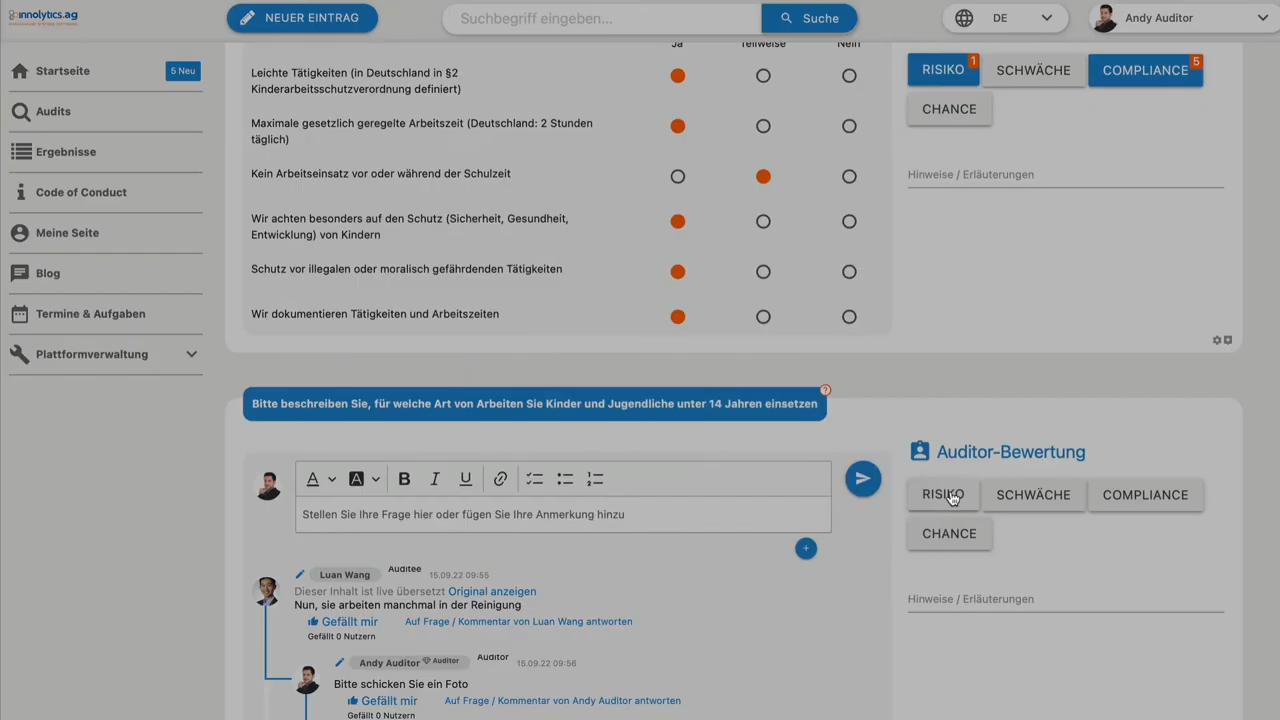 innolytics.ag
NEUER EINTRAG
Suchbegriff eingeben...
Suche
DE
Andy Auditor
Startseite
5 Neu
Audits
Ergebnisse
Code of Conduct
Meine Seite
Blog
Termine & Aufgaben
Plattformverwaltung
Ja
Teilweise
Nein
Leichte Tätigkeiten (in Deutschland in §2
Kinderarbeitsschutzverordnung definiert)
Maximale gesetzlich geregelte Arbeitszeit (Deutschland: 2 Stunden
täglich)
Kein Arbeitseinsatz vor oder während der Schulzeit
Wir achten besonders auf den Schutz (Sicherheit, Gesundheit,
Entwicklung) von Kindern
Schutz vor illegalen oder moralisch gefährdenden Tätigkeiten
Wir dokumentieren Tätigkeiten und Arbeitszeiten
RISIKO
1
SCHWÄCHE
COMPLIANCE
5
CHANCE
Hinweise / Erläuterungen
Bitte beschreiben Sie, für welche Art von Arbeiten Sie Kinder und Jugendliche unter 14 Jahren einsetzen
?
A
A
B
I
U
Stellen Sie Ihre Frage hier oder fügen Sie Ihre Anmerkung hinzu
+
Luan Wang
Auditee
15.09.22 09:55
Dieser Inhalt ist live übersetzt Original anzeigen
Nun, sie arbeiten manchmal in der Reinigung
Gefällt mir
Auf Frage / Kommentar von Luan Wang antworten
Gefällt 0 Nutzern
Andy Auditor
Auditor
Auditor
15.09.22 09:56
Bitte schicken Sie ein Foto
Gefällt mir
Auf Frage / Kommentar von Andy Auditor antworten
Gefällt 0 Nutzern
Auditor-Bewertung
RISIKO
SCHWÄCHE
COMPLIANCE
CHANCE
Hinweise / Erläuterungen